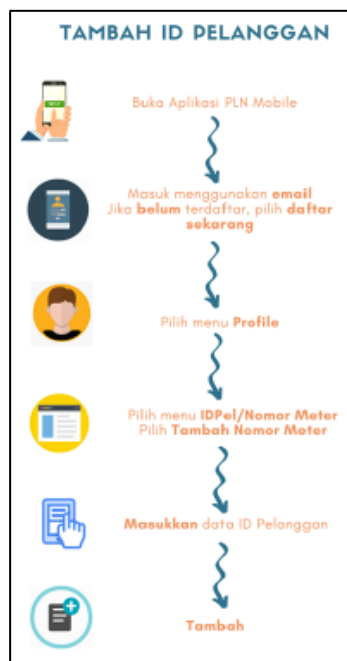 TAMBAH ID PELANGGAN
Buka Aplikasi PLN Mobile
Masuk menggunakan email
Jika belum terdaftar, pilih daftar
sekarang
Pilih menu Profile
Pilih menu IDPel/Nomor Meter
Pilih Tambah Nomor Meter
Masukkan data ID Pelanggan
Tambah